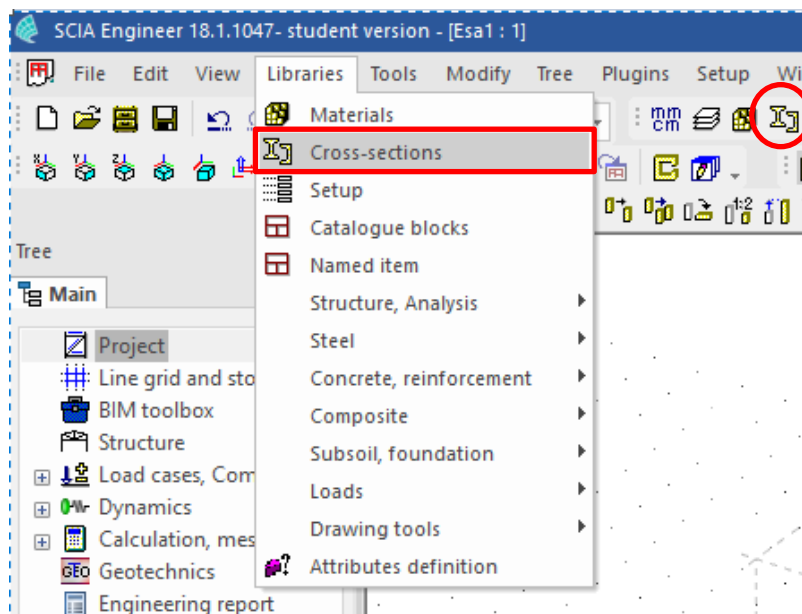 SCIA Engineer 18.1.1047- student version - [Esa1 : 1]
File Edit View Libraries Tools Modify Tree Plugins Setup
mm
cm
Materials
Cross-sections
Setup
Catalogue blocks
Named item
Structure, Analysis
Steel
Concrete, reinforcement
Composite
Subsoil, foundation
Loads
Drawing tools
Attributes definition
1:2
Tree
Main
Project
Line grid and sto
BIM toolbox
Structure
Load cases, Com
Dynamics
Calculation, mes
GEO Geotechnics
Engineering report